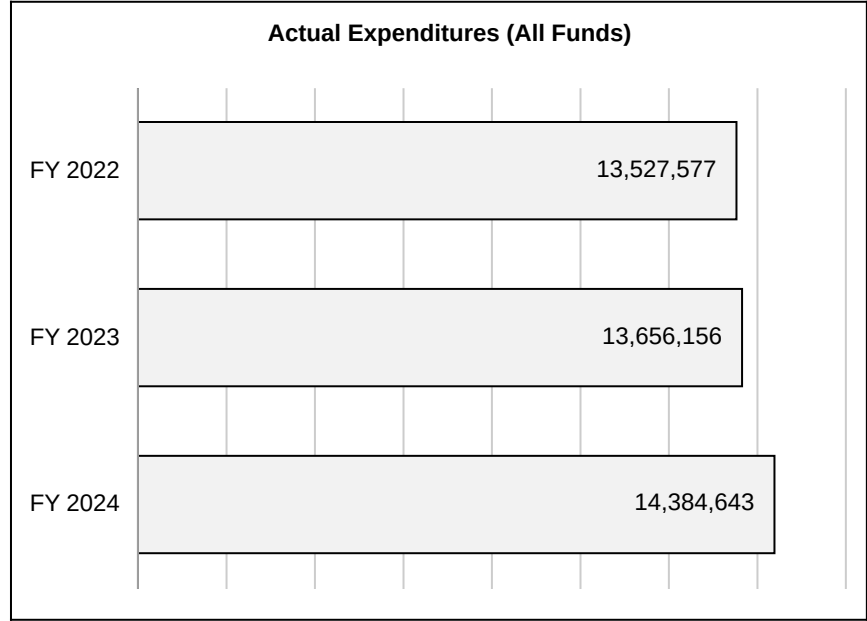 Actual Expenditures (All Funds)
FY 2022
13,527,577
FY 2023
13,656,156
FY 2024
14,384,643